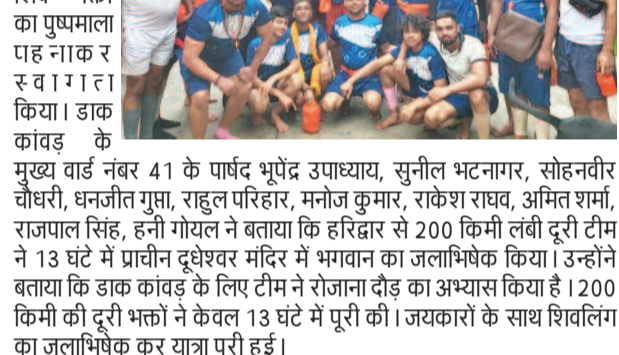 का पुष्पमाला
पाहनाकर
स्वागता
किया। डाक
कांवड़ के
मुख्य वार्ड नंबर 41 के पार्षद भूपेंद्र उपाध्याय, सुनील भटनागर, सोहनवीर
चौधरी, धनजीत गुप्ता, राहुल परिहार, मनोज कुमार, राकेश राघव, अमित शर्मा,
राजपाल सिंह, हनी गोयल ने बताया कि हरिद्वार से 200 किमी लंबी दूरी टीम
ने 13 घंटे में प्राचीन दूधेश्वर मंदिर में भगवान का जलाभिषेक किया। उन्होंने
बताया कि डाक कांवड़ के लिए टीम ने रोजाना दौड़ का अभ्यास किया है ।200
किमी की दूरी भक्तों ने केवल 13 घंटे में पूरी की। जयकारों के साथ शिवलिंग
का जलाभिषेक कर यात्रा पूरी हुई।